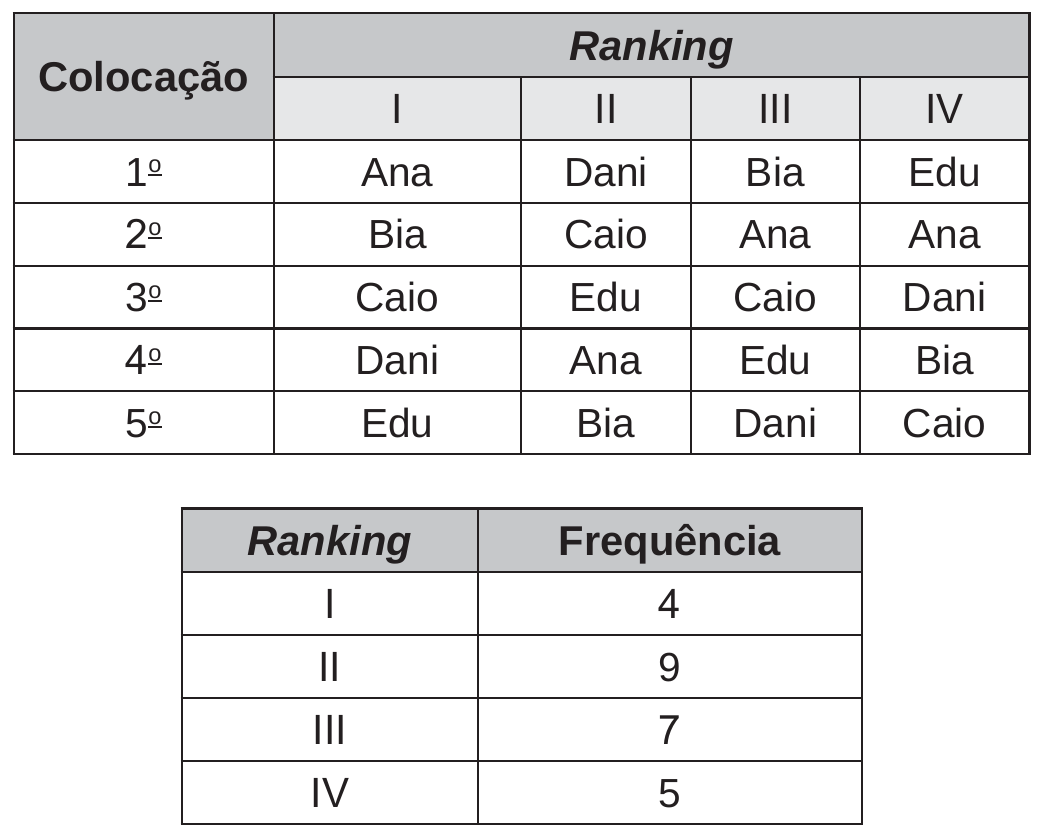 Colocação Ranking
I II III IV
1º Ana Dani Bia Edu
2º Bia Caio Ana Ana
3º Caio Edu Caio Dani
4º Dani Ana Edu Bia
5º Edu Bia Dani Caio
Ranking Frequência
I 4
II 9
III 7
IV 5